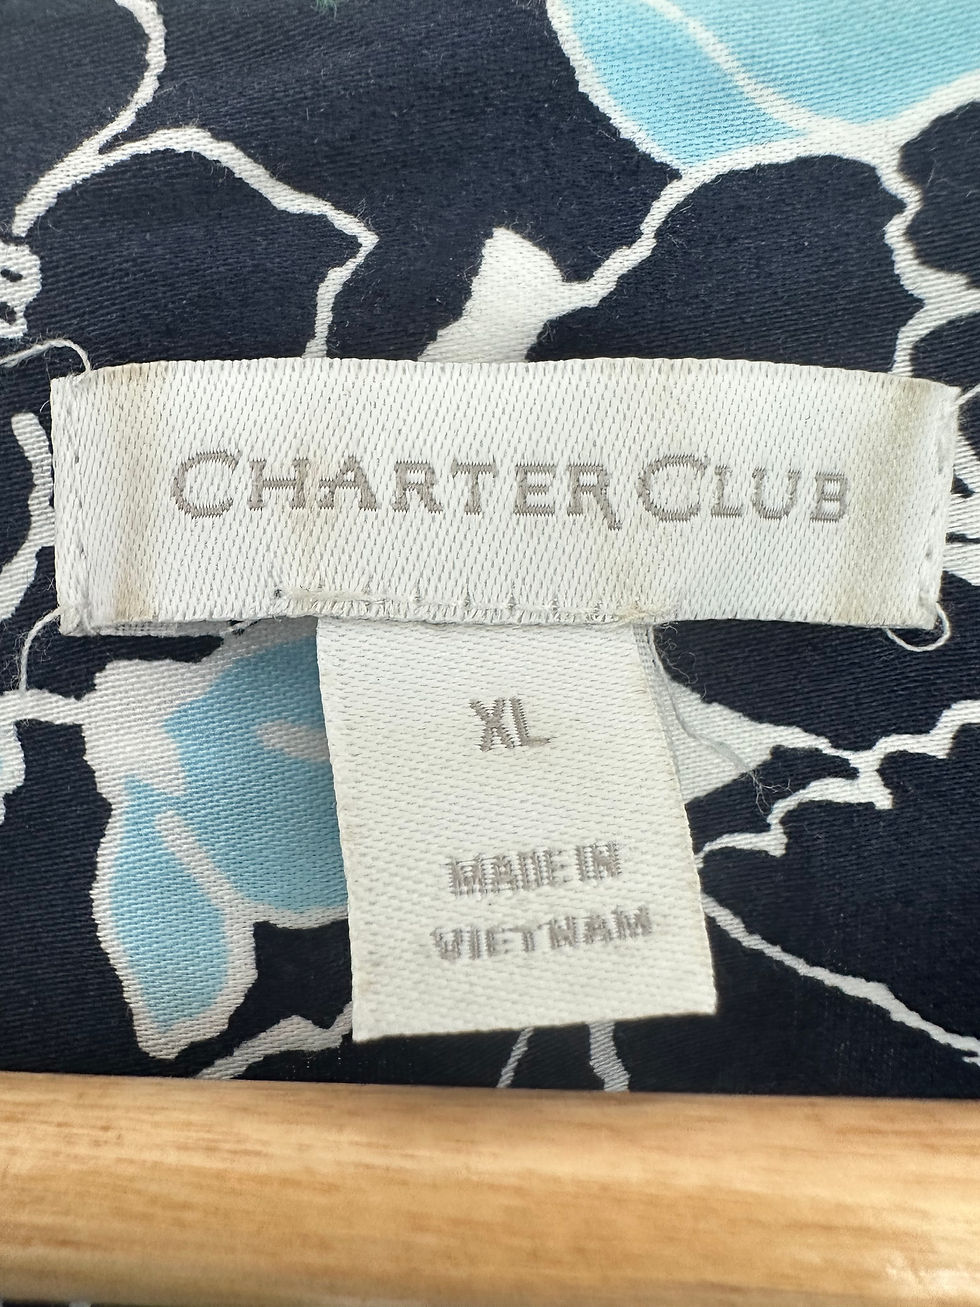 CHARTER CLUB
XL
MADE IN
VIETNAM